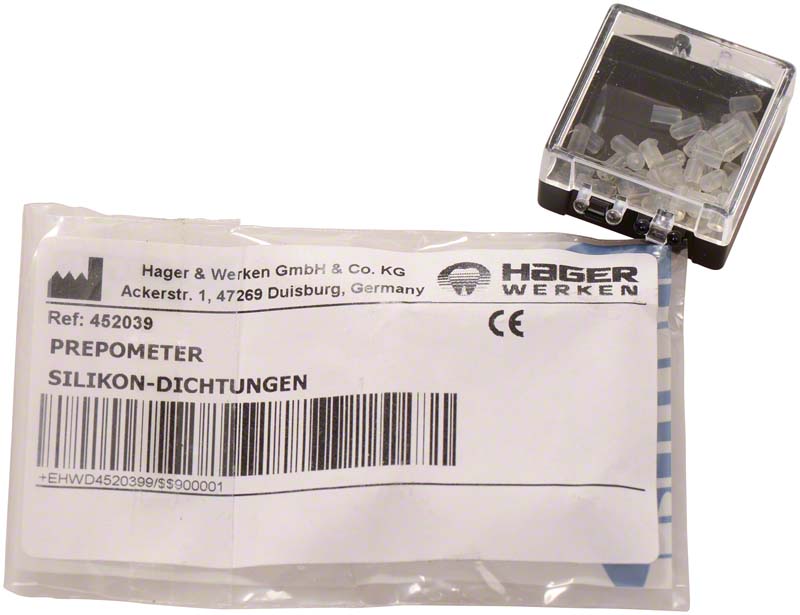 Hager & Werken GmbH & Co. KG
Ackerstr. 1, 47269 Duisburg, Germany
HAGER
WERKEN
Ref: 452039
CE
PREPOMETER
SILIKON-DICHTUNGEN
+EHWD4520399/$$900001